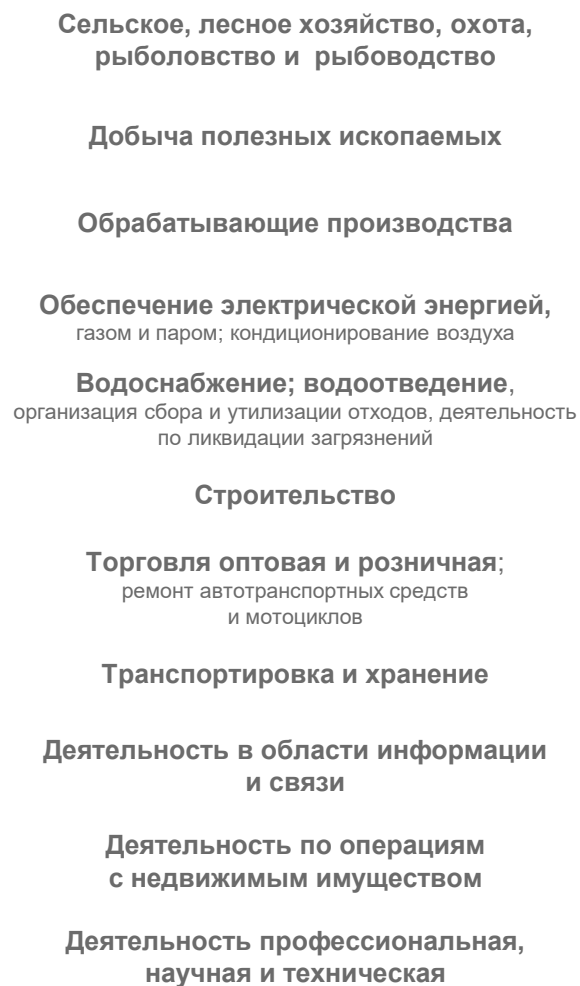 Сельское, лесное хозяйство, охота,
рыболовство и рыбоводство
Добыча полезных ископаемых
Обрабатывающие производства
Обеспечение электрической энергией,
газом и паром; кондиционирование воздуха
Водоснабжение; водоотведение,
организация сбора и утилизации отходов, деятельность
по ликвидации загрязнений
Строительство
Торговля оптовая и розничная;
ремонт автотранспортных средств
и мотоциклов
Транспортировка и хранение
Деятельность в области информации
и связи
Деятельность по операциям
с недвижимым имуществом
Деятельность профессиональная,
научная и техническая